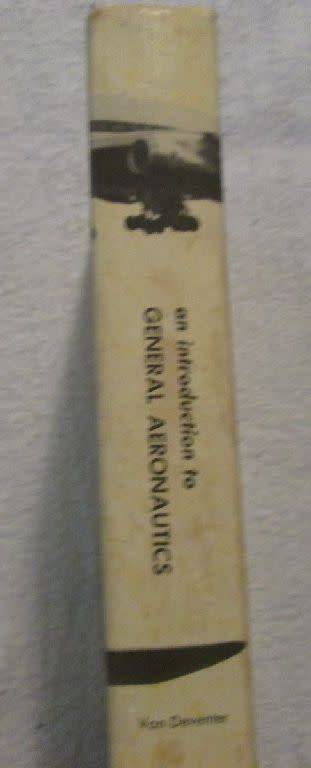 an introduction to
GENERAL AERONAUTICS
Van Deventer